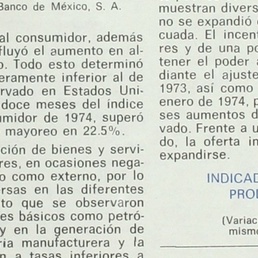 Banco de México, S. A.
al consumidor, además
fluyó el aumento en al-
. Todo esto determinó
eramente inferior al de
rvado en Estados Uni-
doce meses del índice
umidor de 1974, superó
mayoreo en 22.5%.
ción de bienes y servi-
res, en ocasiones nega-
omo externo, por lo
ersas en las diferentes
to que se observaron
es básicos como petró-
y en la generación de
ria manufacturera y la
n a tasas inferiores a
muestran divers
no se expandió
cuada. El incent
res y de una po
tener el poder a
diante el ajuste
1973, así como
enero de 1974, p
ses aumentos d
vado. Frente a u
do, la oferta in
expandirse.
INDICAD
PRO
(Variac
mism